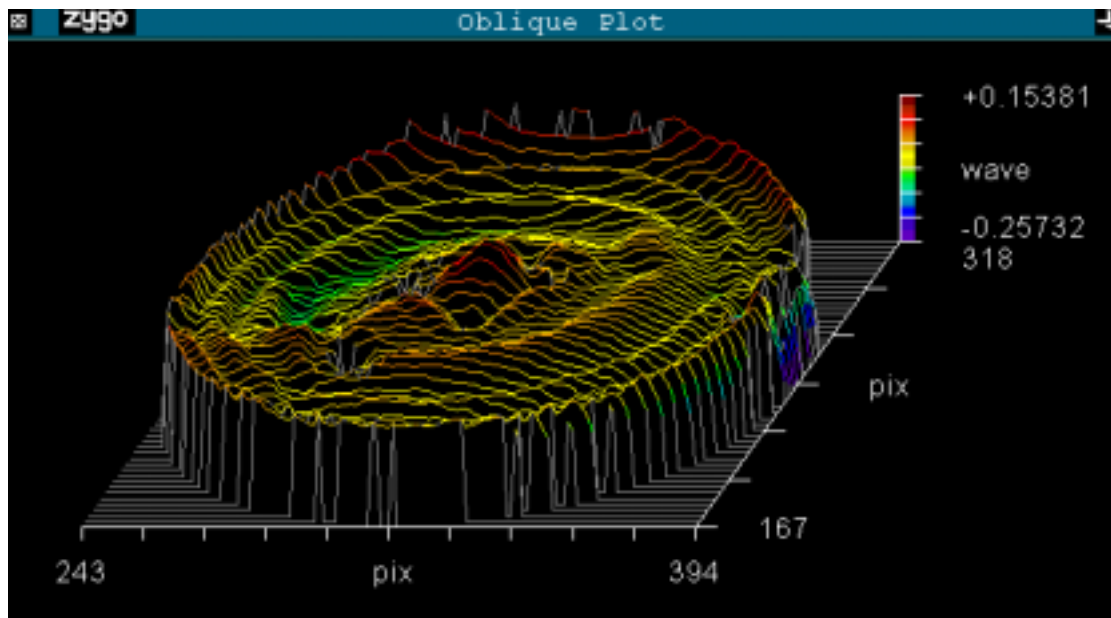 zygo
Oblique Plot
+0.15381
wave
-0.25732
318
pix
167
243
pix
394